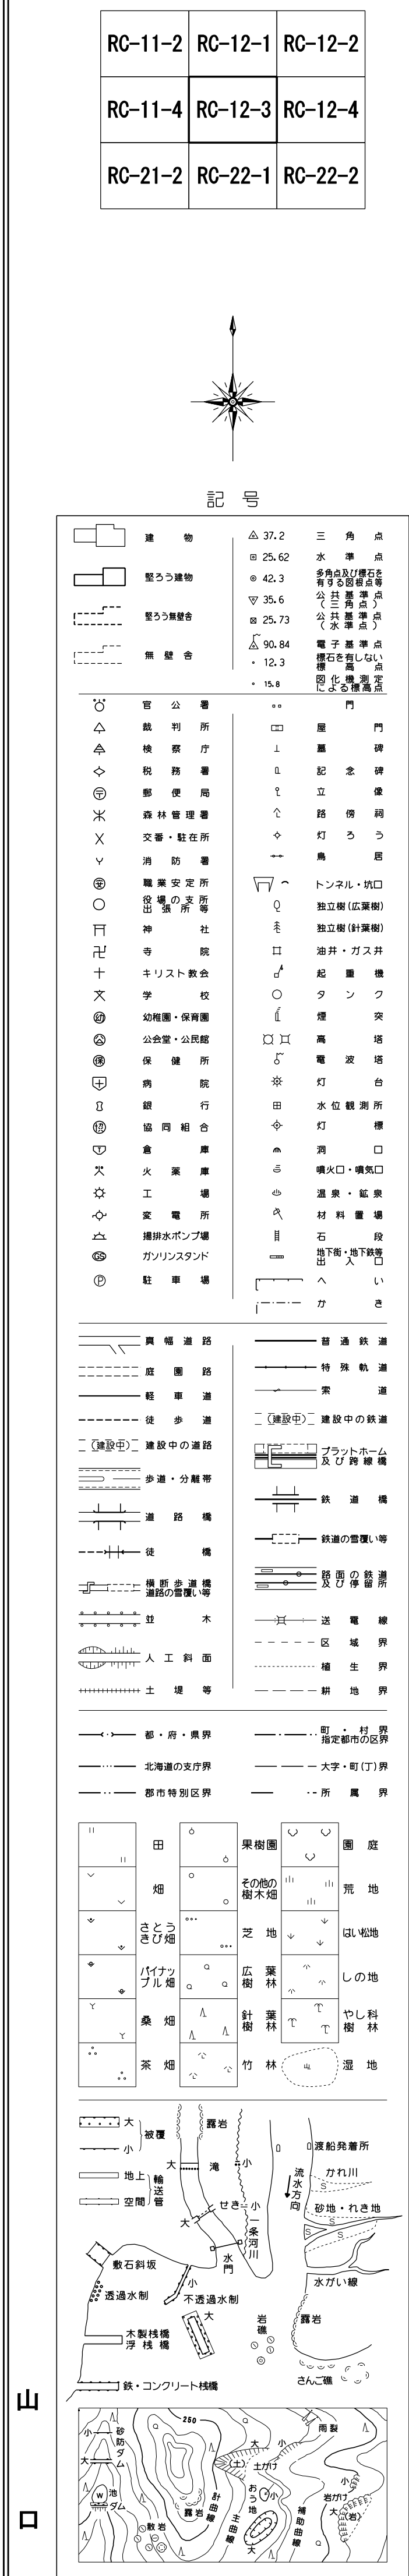 RC-11-2 RC-12-1 RC-12-2
RC-11-4 RC-12-3 RC-12-4
RC-21-2 RC-22-1 RC-22-2
記号
建物
堅ろう建物
堅ろう無壁舎
無壁舎
37.2 三角点
25.62 水準点
42.3 多角点及び標石を有する図根点等
35.6 公共基準点(三角点)
25.73 公共基準点(水準点)
90.84 電子基準点
12.3 標石を有しない標高点
15.8 図化機測定による標高点
官公署
裁判所
検察庁
税務署
郵便局
森林管理署
交番・駐在所
消防署
職業安定所
役場の支所出張所等
神社
寺院
キリスト教会
文 学校
幼 幼稚園・保育園
公 公会堂・公民館
保 保健所
病院
銀行
協 協同組合
倉庫
火薬庫
工場
変電所
揚排水ポンプ場
GS ガソリンスタンド
P 駐車場
門
屋門
墓碑
記念碑
立像
路傍祠
灯ろう
鳥居
トンネル・坑口
独立樹(広葉樹)
独立樹(針葉樹)
油井・ガス井
起重機
タンク
煙突
高塔
電波塔
灯台
水位観測所
灯標
洞口
噴火口・噴気口
温泉・鉱泉
材料置場
石段
地下街・地下鉄等出入口
へい
かき
真幅道路
庭園路
軽車道
徒歩道
(建設中) 建設中の道路
歩道・分離帯
道路橋
徒橋
横断歩道橋
道路の雪覆い等
並木
人工斜面
土堤等
普通鉄道
特殊軌道
索道
(建設中) 建設中の鉄道
プラットホーム及び跨線橋
鉄道橋
鉄道の雪覆い等
路面の鉄道及び停留所
送電線
区域界
植生界
耕地界
都・府・県界
北海道の支庁界
郡市特別区界
町・村界
指定都市の区界
大字・町(丁)界
所属界
田
畑
さとうきび畑
パイナップル畑
桑畑
茶畑
果樹園
その他の樹木畑
芝地
広葉樹林
針葉樹林
竹林
園庭
荒地
はい松地
しの地
やし科樹林
湿地
大
小
被覆
地上
空間
輸送管
露岩
大 滝 小
せき
小
大
水門
一条河川
流水方向
渡船発着所
かれ川
S
砂地・れき地
S
S
水がい線
敷石斜坂
透過水制
小
不透過水制
大
木製桟橋
浮桟橋
岩礁
露岩
さんご礁
鉄・コンクリート桟橋
小
砂防ダム
大
W
池
ダム
散岩
250
露岩
計曲線
主曲線
(土)
大
小
土がけ
おう地
小
大
補助曲線
雨裂
小
岩がけ
大
(岩)
山
口